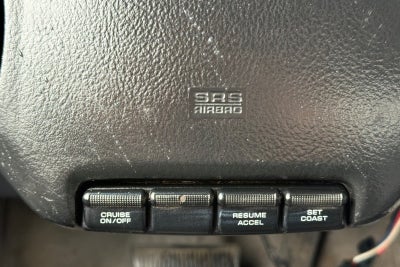 SRS
AIRBAG
CRUISE
ON/OFF
RESUME
ACCEL
SET
COAST